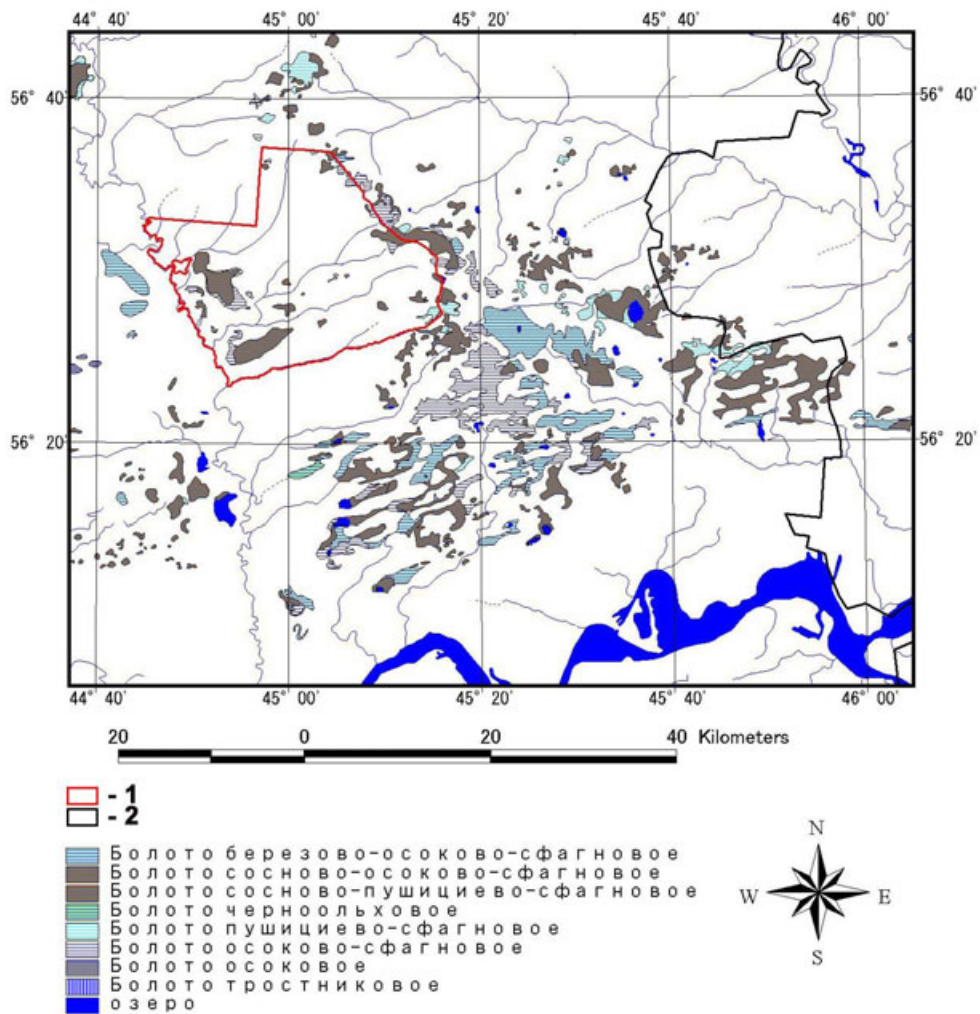 44° 40' 45° 00' 45° 20' 45° 40' 46° 00'
56° 40' 56° 40'
56° 20' 56° 20'
44° 40' 45° 00' 45° 20' 45° 40' 46° 00'
20 0 20 40 Kilometers
- 1
- 2
Болото березово-осоково-сфагновое
Болото сосново-осоково-сфагновое
Болото сосново-пушициево-сфагновое
Болото черноольховое
Болото пушициево-сфагновое
Болото осоково-сфагновое
Болото осоковое
Болото тростниковое
озеро
N
W E
S